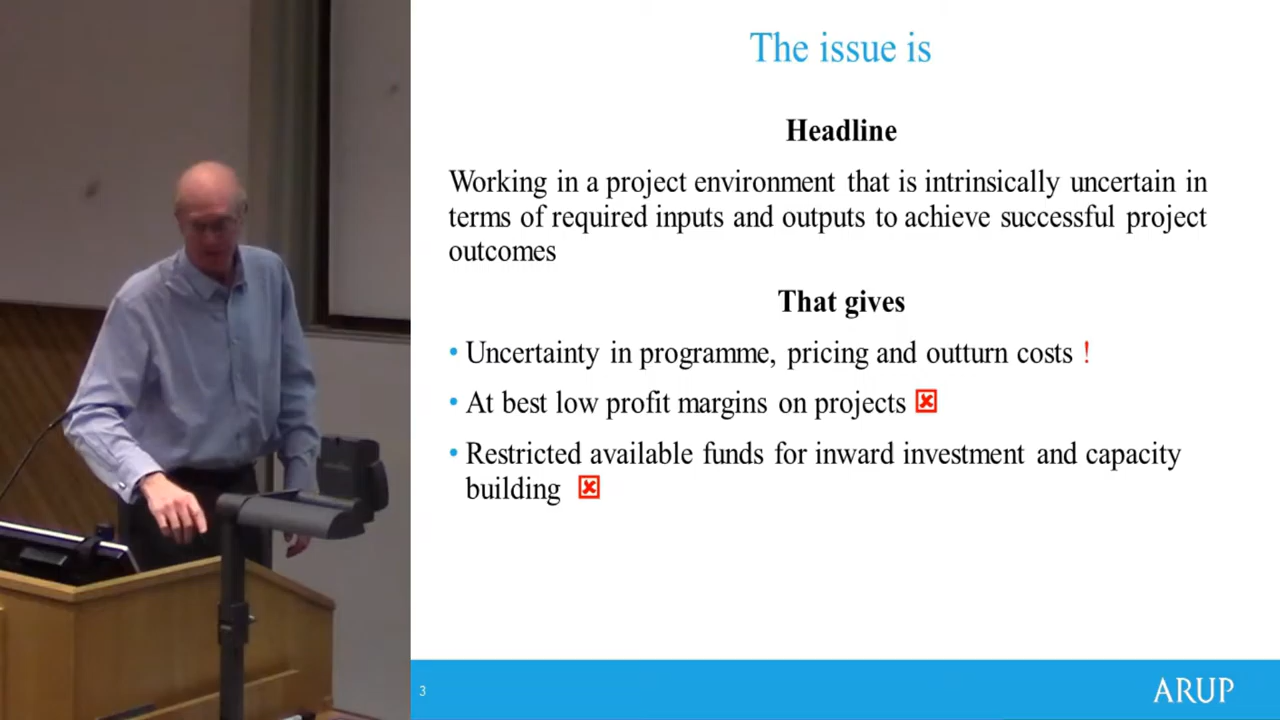 The issue is
Headline
Working in a project environment that is intrinsically uncertain in
terms of required inputs and outputs to achieve successful project
outcomes
That gives
• Uncertainty in programme, pricing and outturn costs !
• At best low profit margins on projects
• Restricted available funds for inward investment and capacity
building
3
ARUP